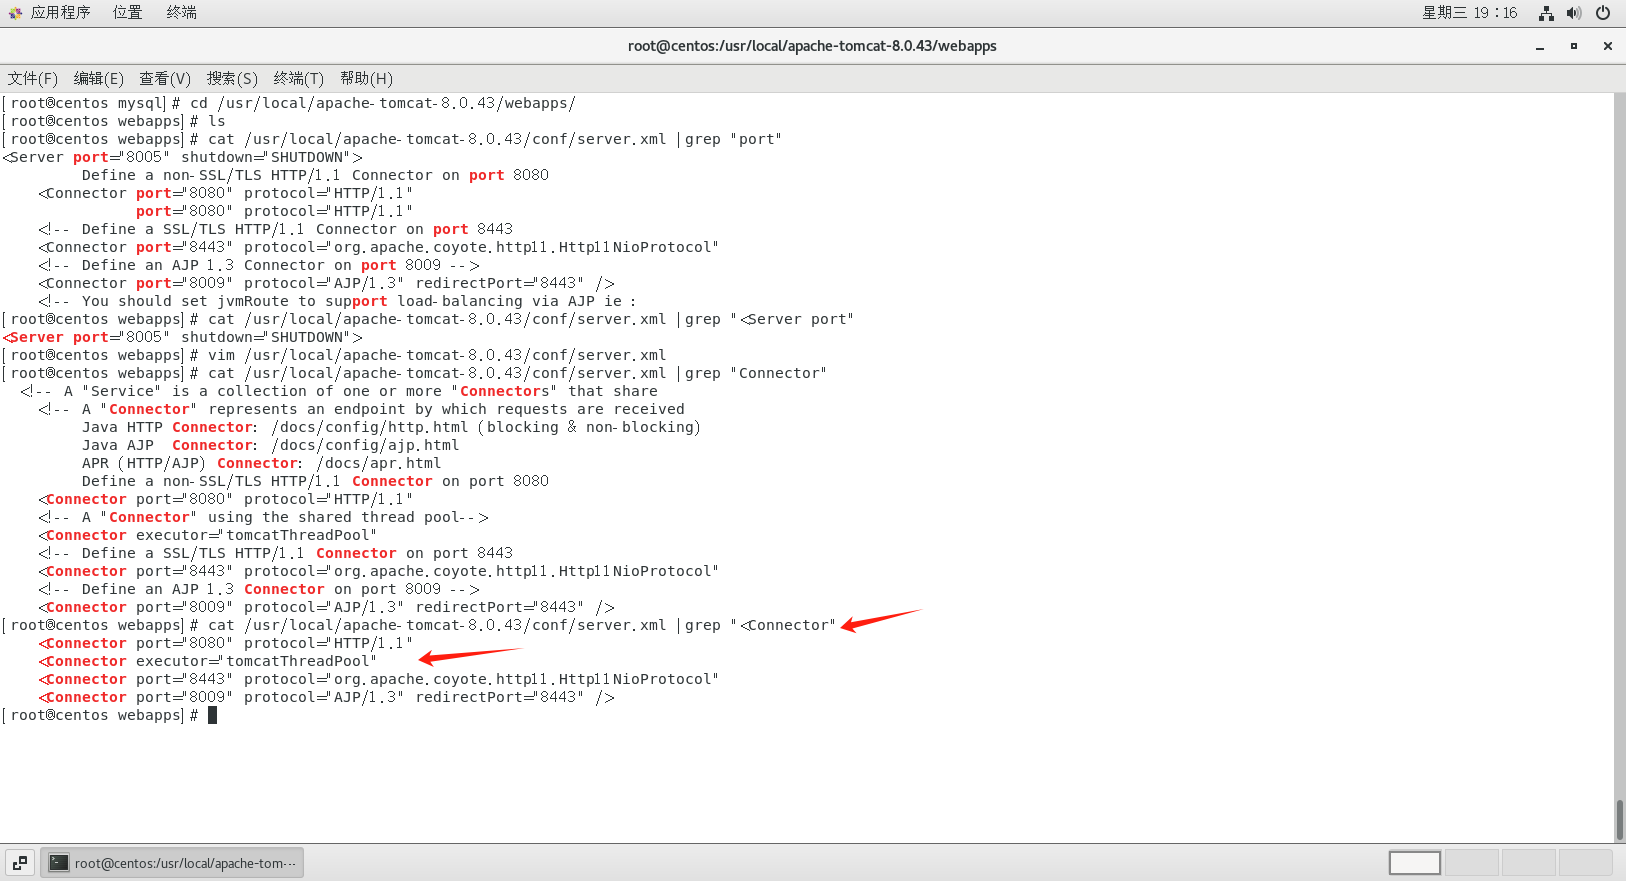 应用程序 位置 终端 星期三 19:16
root@centos:/usr/local/apache-tomcat-8.0.43/webapps
文件(F) 编辑(E) 查看(V) 搜索(S) 终端(T) 帮助(H)
[root@centos mysql]# cd /usr/local/apache-tomcat-8.0.43/webapps/
[root@centos webapps]# ls
[root@centos webapps]# cat /usr/local/apache-tomcat-8.0.43/conf/server.xml |grep "port"
<Server port="8005" shutdown="SHUTDOWN">
         Define a non-SSL/TLS HTTP/1.1 Connector on port 8080
    <Connector port="8080" protocol="HTTP/1.1"
               port="8080" protocol="HTTP/1.1"
    <!-- Define a SSL/TLS HTTP/1.1 Connector on port 8443
    <Connector port="8443" protocol="org.apache.coyote.http11.Http11NioProtocol"
    <!-- Define an AJP 1.3 Connector on port 8009 -->
    <Connector port="8009" protocol="AJP/1.3" redirectPort="8443" />
    <!-- You should set jvmRoute to support load-balancing via AJP ie :
[root@centos webapps]# cat /usr/local/apache-tomcat-8.0.43/conf/server.xml |grep "<Server port"
<Server port="8005" shutdown="SHUTDOWN">
[root@centos webapps]# vim /usr/local/apache-tomcat-8.0.43/conf/server.xml
[root@centos webapps]# cat /usr/local/apache-tomcat-8.0.43/conf/server.xml |grep "Connector"
  <!-- A "Service" is a collection of one or more "Connectors" that share
    <!-- A "Connector" represents an endpoint by which requests are received
         Java HTTP Connector: /docs/config/http.html (blocking & non-blocking)
         Java AJP  Connector: /docs/config/ajp.html
         APR (HTTP/AJP) Connector: /docs/apr.html
         Define a non-SSL/TLS HTTP/1.1 Connector on port 8080
    <Connector port="8080" protocol="HTTP/1.1"
    <!-- A "Connector" using the shared thread pool-->
    <Connector executor="tomcatThreadPool"
    <!-- Define a SSL/TLS HTTP/1.1 Connector on port 8443
    <Connector port="8443" protocol="org.apache.coyote.http11.Http11NioProtocol"
    <!-- Define an AJP 1.3 Connector on port 8009 -->
    <Connector port="8009" protocol="AJP/1.3" redirectPort="8443" />
[root@centos webapps]# cat /usr/local/apache-tomcat-8.0.43/conf/server.xml |grep "<Connector"
    <Connector port="8080" protocol="HTTP/1.1"
    <Connector executor="tomcatThreadPool"
    <Connector port="8443" protocol="org.apache.coyote.http11.Http11NioProtocol"
    <Connector port="8009" protocol="AJP/1.3" redirectPort="8443" />
[root@centos webapps]#
root@centos:/usr/local/apache-tom···